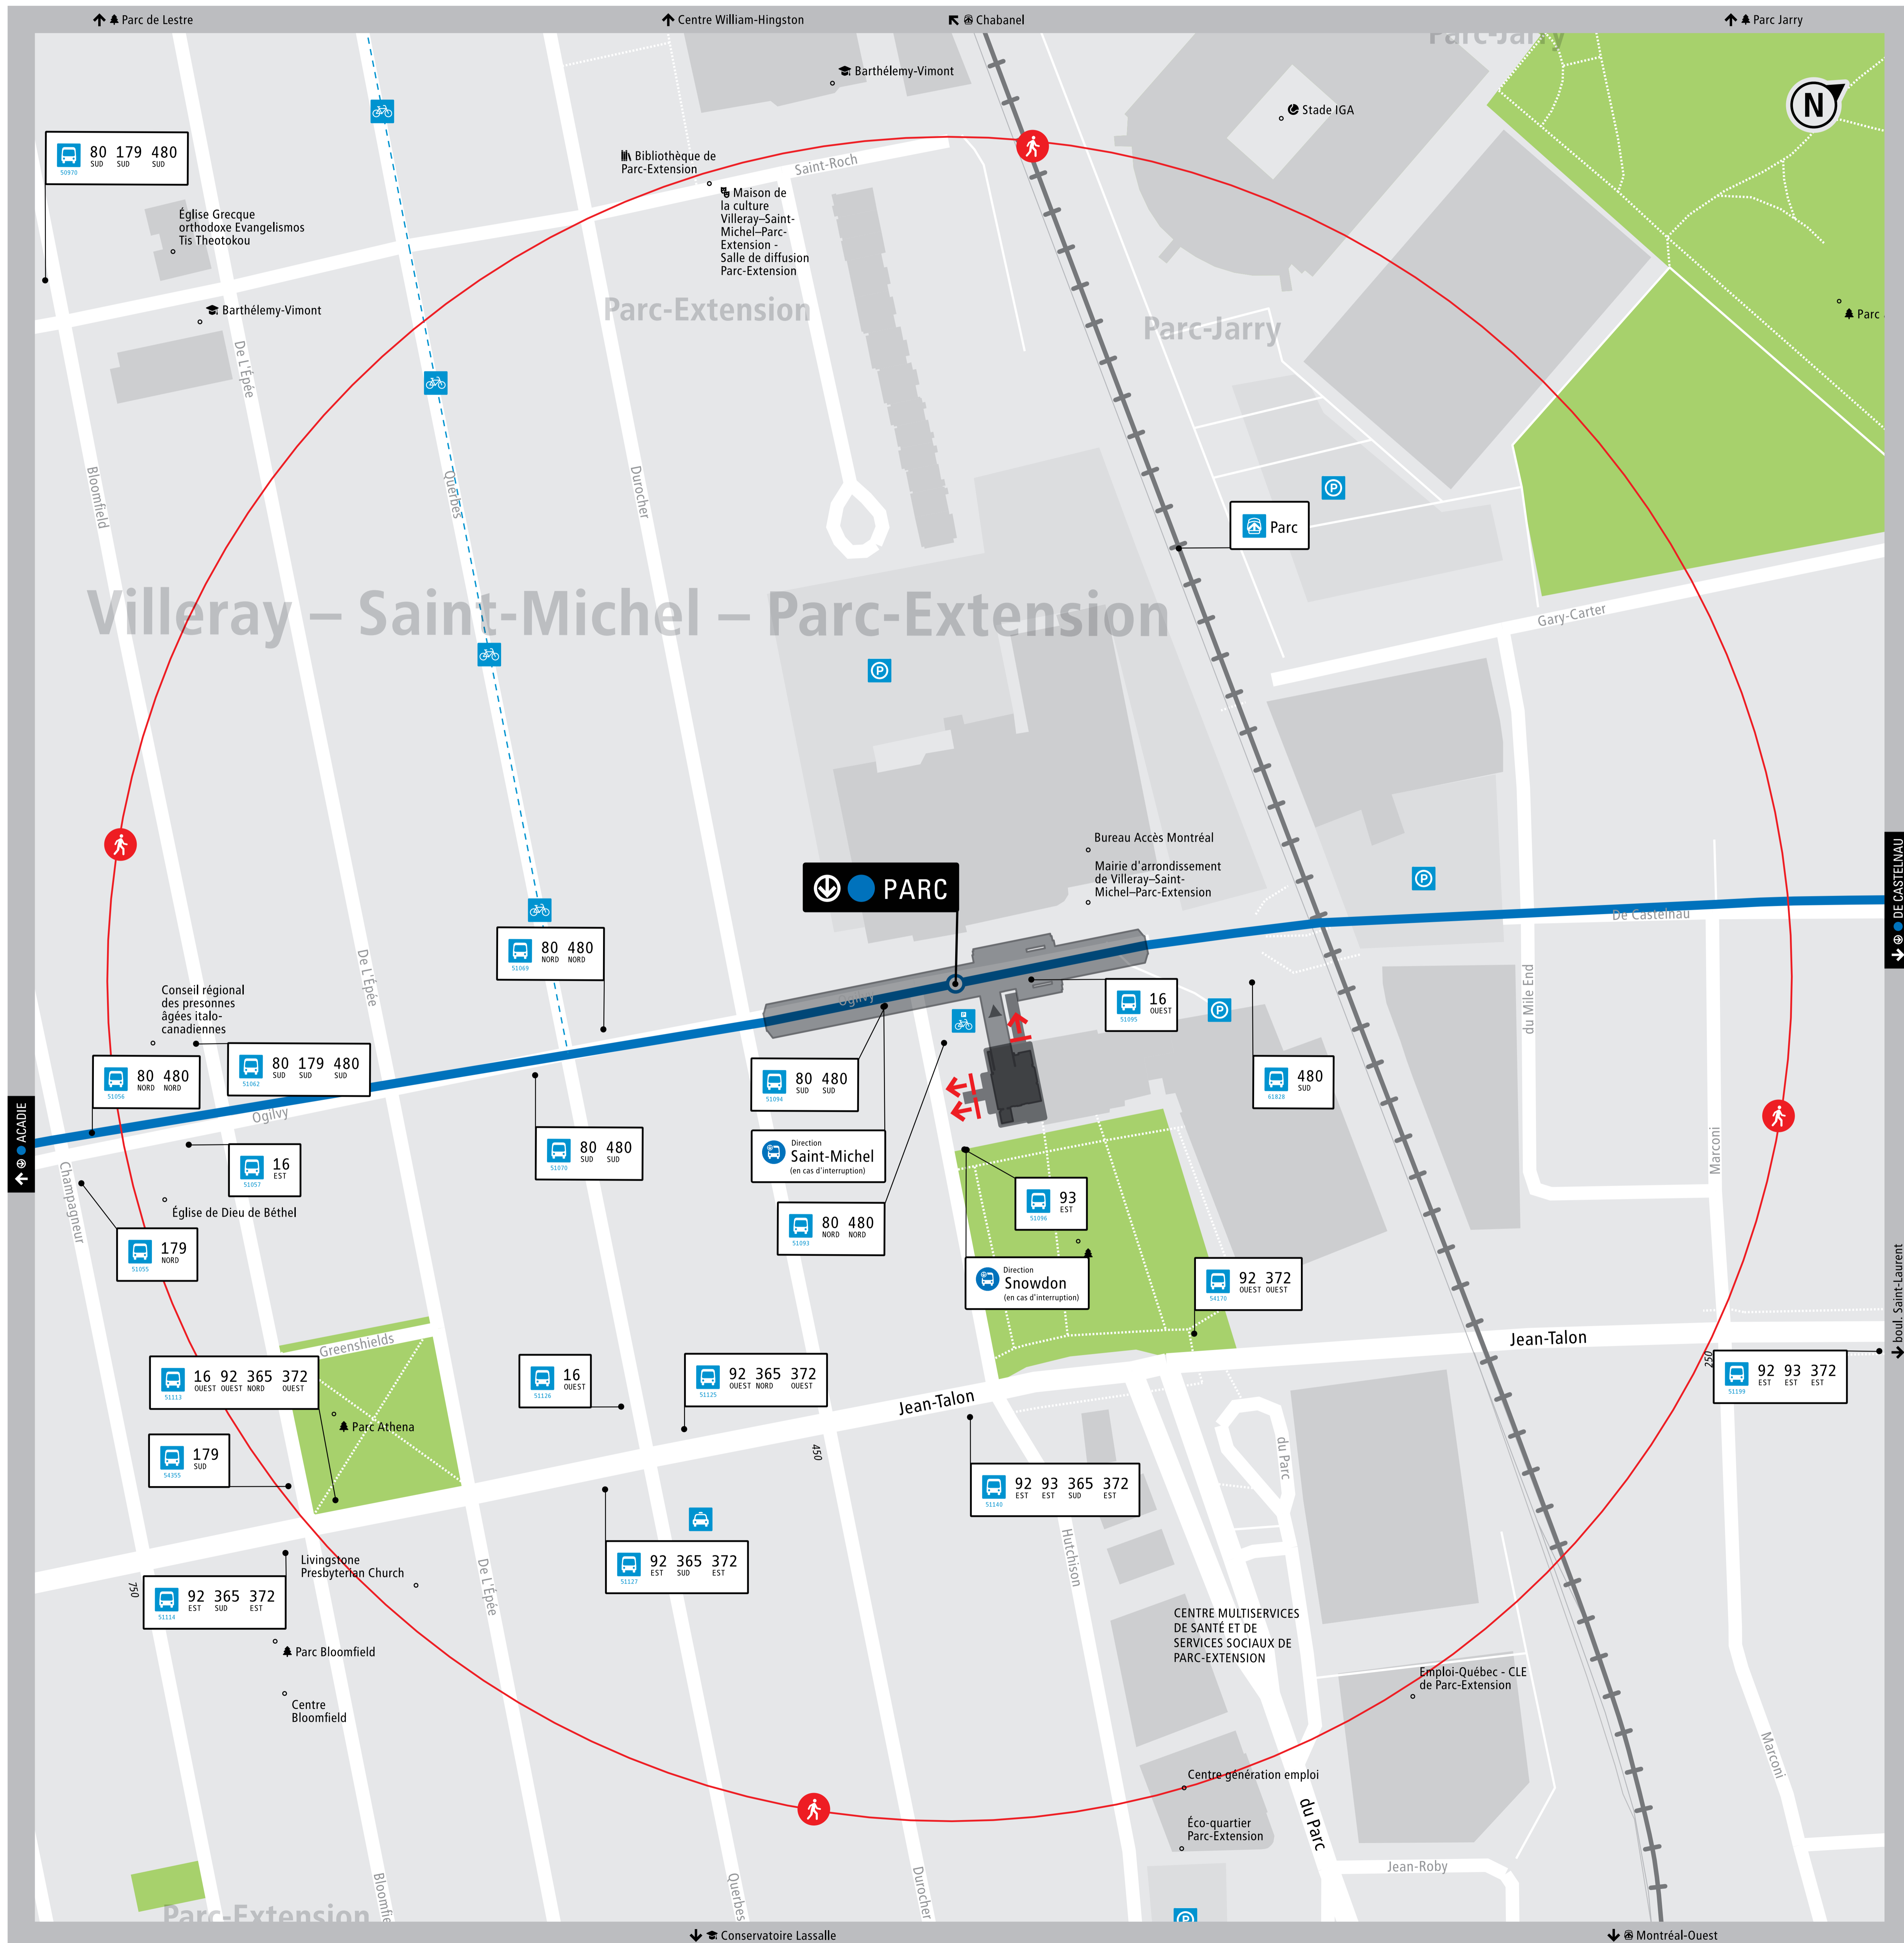 Parc de Lestre
Centre William-Hingston
Chabanel
Parc Jarry
Parc-Jarry
Barthélemy-Vimont
N
Stade IGA
80 179 480
SUD SUD SUD
50970
Bibliothèque de
Parc-Extension
Saint-Roch
Maison de
la culture
Villeray–Saint-
Michel–Parc-
Extension -
Salle de diffusion
Parc-Extension
Église Grecque
orthodoxe Evangelismos
Tis Theotokou
Barthélemy-Vimont
Parc-Extension
Parc-Jarry
Parc
De L'Épée
Bloomfield
Querbes
Durocher
P
Parc
Villeray – Saint-Michel – Parc-Extension
Gary-Carter
P
Bureau Accès Montréal
Mairie d'arrondissement
de Villeray–Saint-
Michel–Parc-Extension
P
PARC
De Castelnau
DE CASTELNAU
80 480
NORD NORD
51069
De L'Épée
Conseil régional
des presonnes
âgées italo-
canadiennes
Ogilvy
P
16
OUEST
51095
P
du Mile End
80 480
NORD NORD
51056
80 179 480
SUD SUD SUD
51062
80 480
SUD SUD
51094
480
SUD
61828
Ogilvy
ACADIE
16
EST
51057
80 480
SUD SUD
51070
Direction
Saint-Michel
(en cas d'interruption)
Marconi
Champagneur
Église de Dieu de Béthel
93
EST
51096
80 480
NORD NORD
51093
179
NORD
51055
Direction
Snowdon
(en cas d'interruption)
92 372
OUEST OUEST
54170
boul. Saint-Laurent
Jean-Talon
250
Greenshields
16 92 365 372
OUEST OUEST NORD OUEST
51113
16
OUEST
51126
92 365 372
OUEST NORD OUEST
51125
92 93 372
EST EST EST
51199
Jean-Talon
Parc Athena
450
179
SUD
54355
du Parc
92 93 365 372
EST EST SUD EST
51140
Hutchison
Livingstone
Presbyterian Church
De L'Épée
92 365 372
EST SUD EST
51127
750
92 365 372
EST SUD EST
51114
CENTRE MULTISERVICES
DE SANTÉ ET DE
SERVICES SOCIAUX DE
PARC-EXTENSION
Parc Bloomfield
Emploi-Québec - CLE
de Parc-Extension
Centre
Bloomfield
Marconi
Centre génération emploi
du Parc
Éco-quartier
Parc-Extension
Jean-Roby
Bloomfie
Querbes
Durocher
Parc-Extension
P
Conservatoire Lassalle
Montréal-Ouest